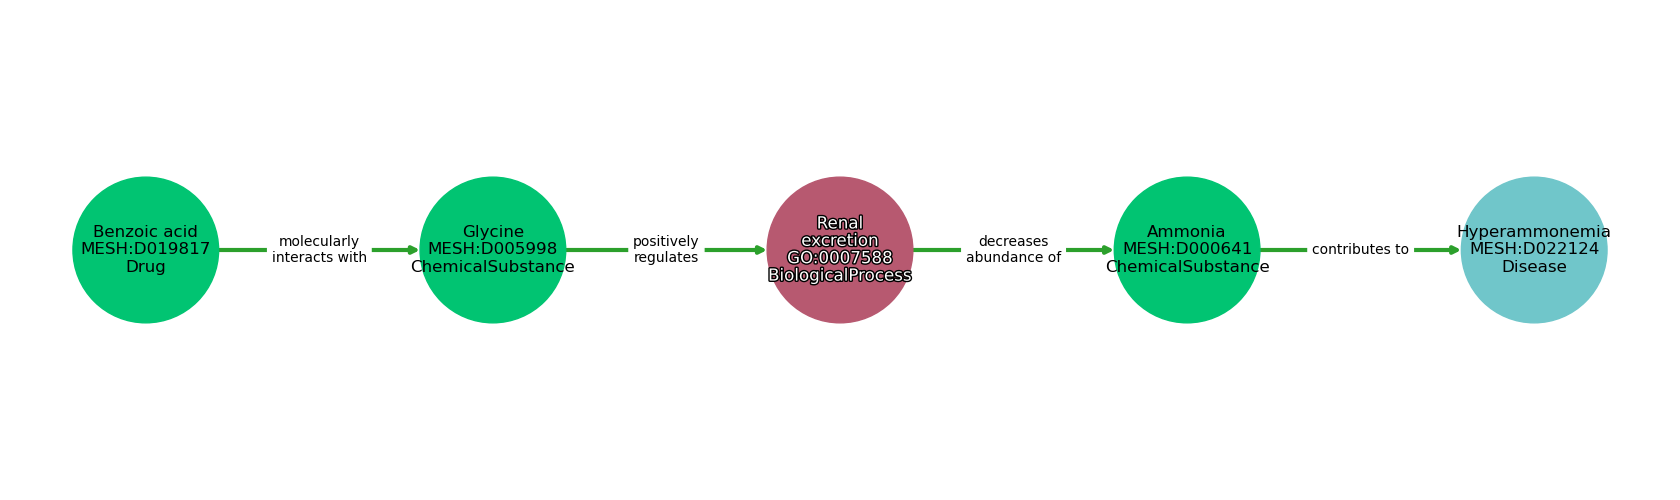 Benzoic acid
MESH:D019817
Drug
molecularly
interacts with
Glycine
MESH:D005998
ChemicalSubstance
positively
regulates
Renal
excretion
GO:0007588
BiologicalProcess
decreases
abundance of
Ammonia
MESH:D000641
ChemicalSubstance
contributes to
Hyperammonemia
MESH:D022124
Disease